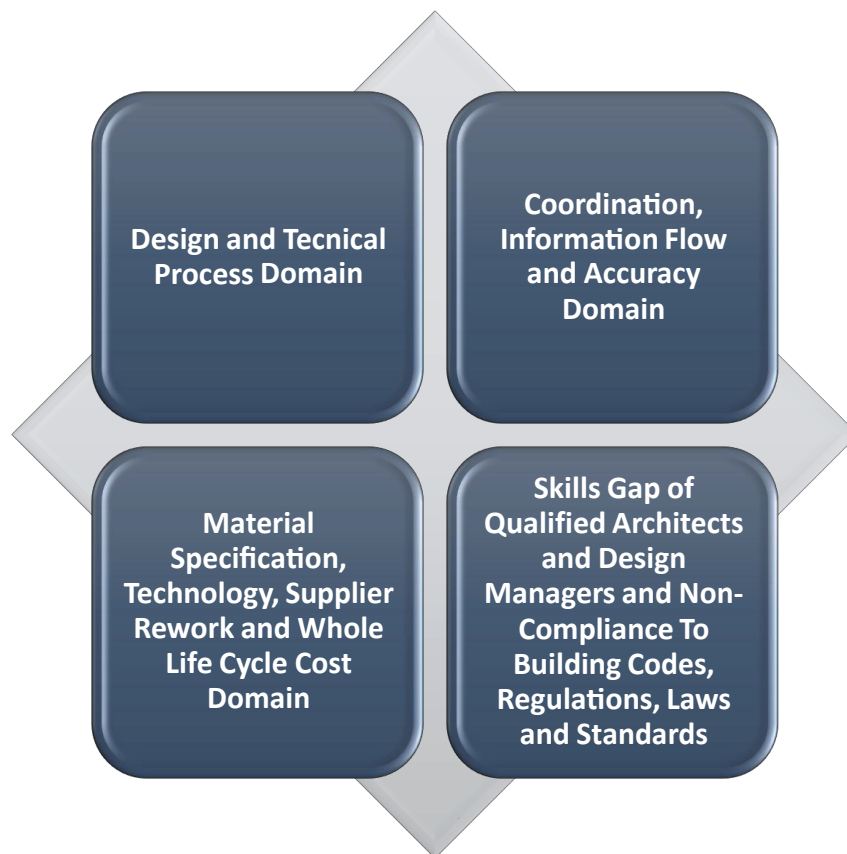 Design and Tecnical
Process Domain
Coordination,
Information Flow
and Accuracy
Domain
Material
Specification,
Technology, Supplier
Rework and Whole
Life Cycle Cost
Domain
Skills Gap of
Qualified Architects
and Design
Managers and Non-
Compliance To
Building Codes,
Regulations, Laws
and Standards